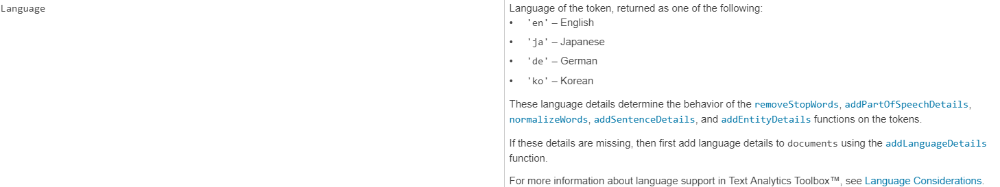 Language
Language of the token, returned as one of the following:
• 'en' – English
• 'ja' – Japanese
• 'de' – German
• 'ko' – Korean
These language details determine the behavior of the removeStopWords, addPartOfSpeechDetails,
normalizeWords, addSentenceDetails, and addEntityDetails functions on the tokens.
If these details are missing, then first add language details to documents using the addLanguageDetails
function.
For more information about language support in Text Analytics Toolbox™, see Language Considerations.